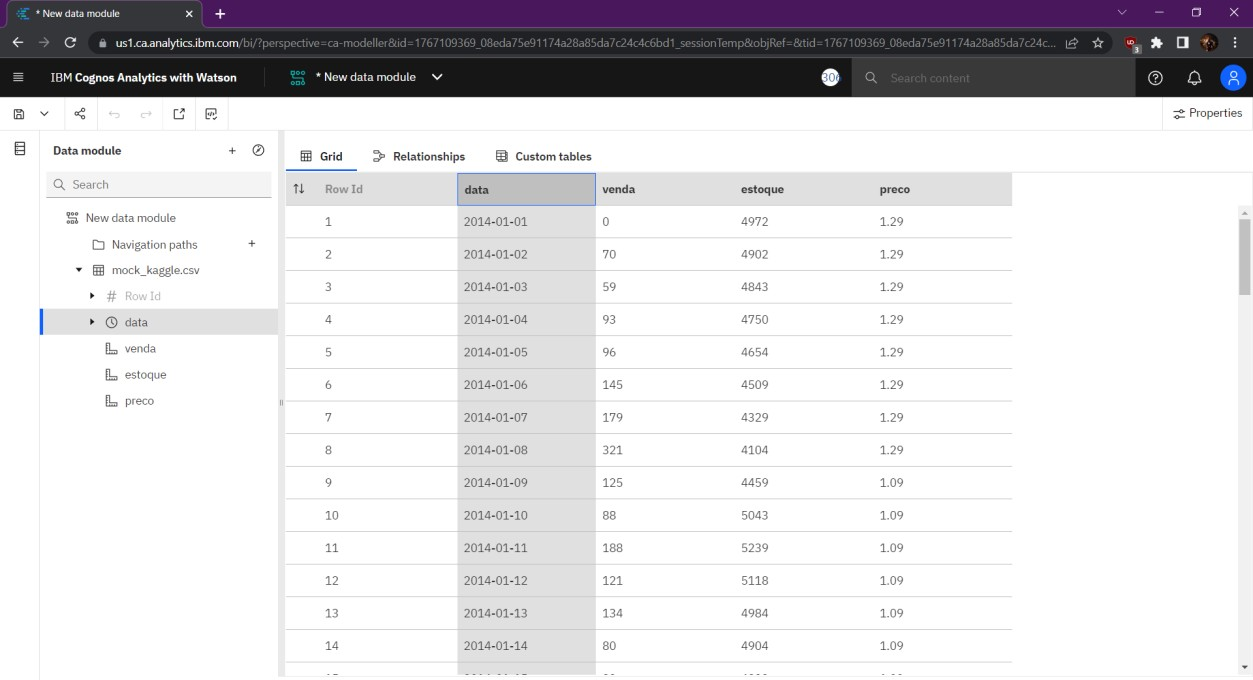 * New data module
us1.ca.analytics.ibm.com/bi/?perspective=ca-modeller&id=1767109369_08eda75e91174a28a85da7c24c4c6bd1_sessionTemp&objRef=&tid=1767109369_08eda75e91174a28a85da7c24c...
3
IBM Cognos Analytics with Watson
* New data module
306
Search content
Properties
Data module
Search
New data module
Navigation paths
mock_kaggle.csv
Row Id
data
venda
estoque
preco
Grid Relationships Custom tables
Row Id data venda estoque preco
1 2014-01-01 0 4972 1.29
2 2014-01-02 70 4902 1.29
3 2014-01-03 59 4843 1.29
4 2014-01-04 93 4750 1.29
5 2014-01-05 96 4654 1.29
6 2014-01-06 145 4509 1.29
7 2014-01-07 179 4329 1.29
8 2014-01-08 321 4104 1.29
9 2014-01-09 125 4459 1.09
10 2014-01-10 88 5043 1.09
11 2014-01-11 188 5239 1.09
12 2014-01-12 121 5118 1.09
13 2014-01-13 134 4984 1.09
14 2014-01-14 80 4904 1.09